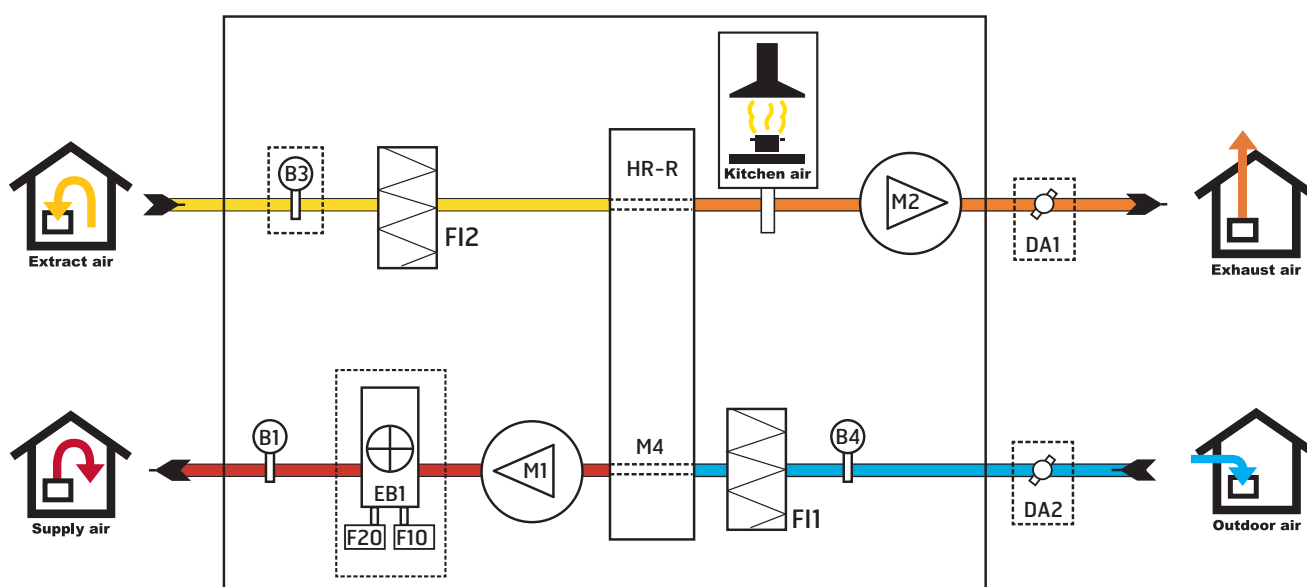 Kitchen air
HR-R
B3
M2
FI2
DA1
Extract air
Exhaust air
B1
M4
B4
M1
EB1
F20
F10
FI1
DA2
Supply air
Outdoor air